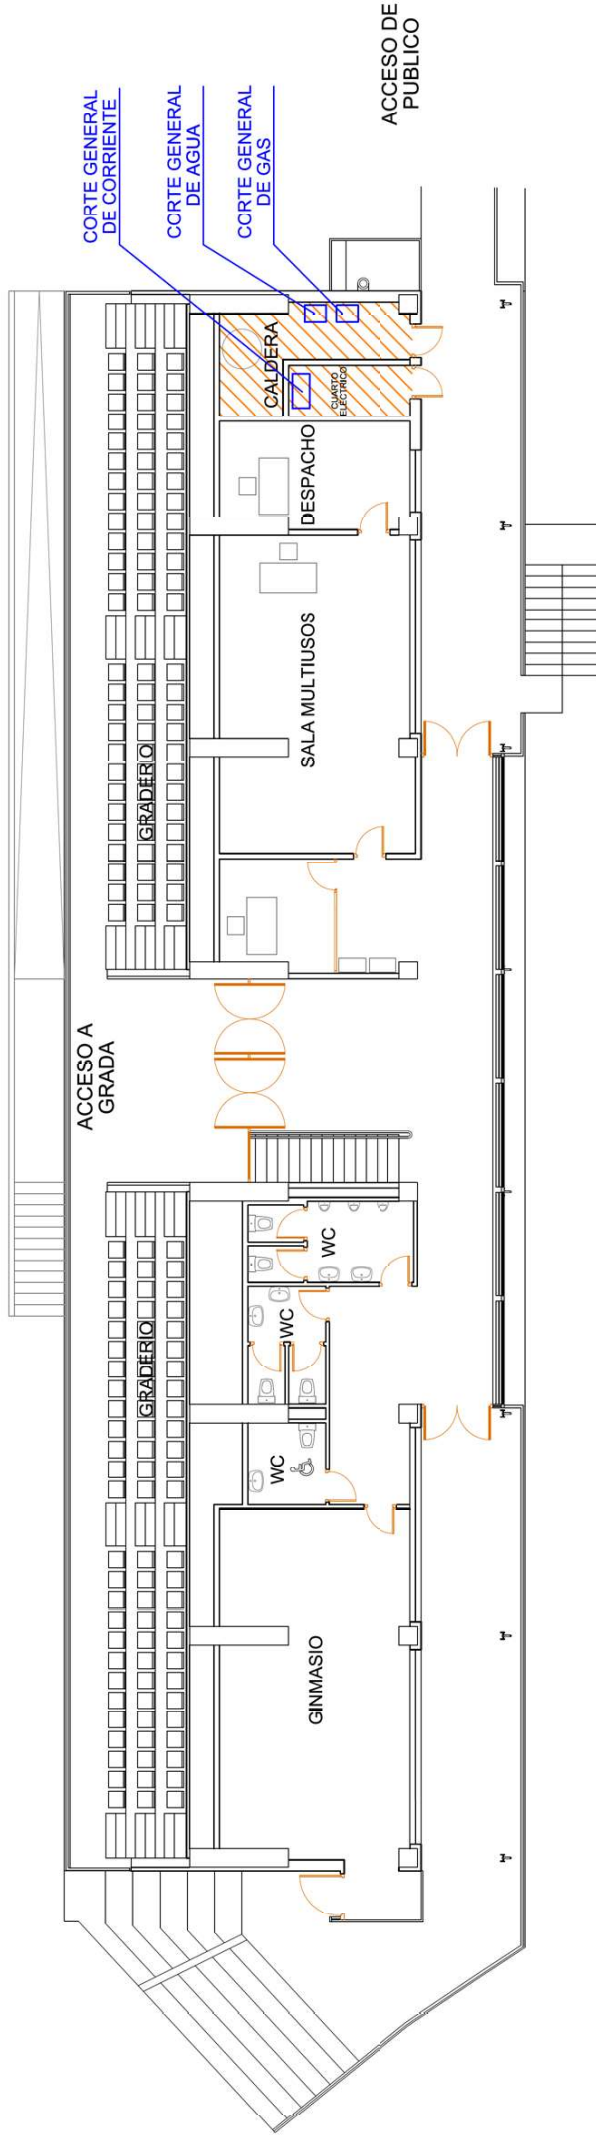 ACCESO A
GRADA
CORTE GENERAL
DE CORRIENTE
GRADERIO
GRADERIO
CCRTE GENERAL
DE AGUA
CCRTE GENERAL
DE GAS
CALDERA
WC
WC
WC
GINMASIO
SALA MULTIUSOS
DESPACHO
CUARTO
ELECTRICO
ACCESO DE
PUBLICO